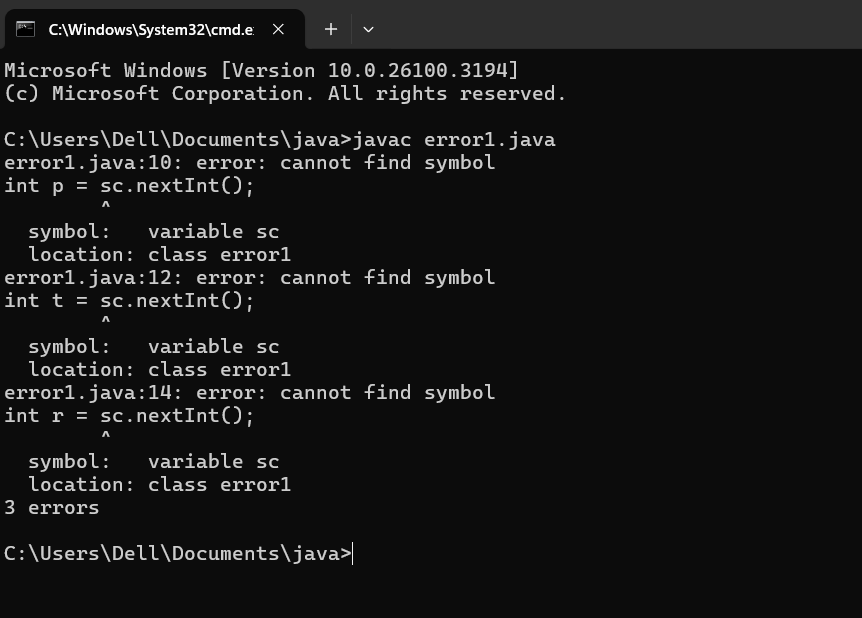 C:\Windows\System32\cmd.e
Microsoft Windows [Version 10.0.26100.3194]
(c) Microsoft Corporation. All rights reserved.
C:\Users\Dell\Documents\java>javac error1.java
error1.java:10: error: cannot find symbol
int p = sc.nextInt();
        ^
  symbol:   variable sc
  location: class error1
error1.java:12: error: cannot find symbol
int t = sc.nextInt();
        ^
  symbol:   variable sc
  location: class error1
error1.java:14: error: cannot find symbol
int r = sc.nextInt();
        ^
  symbol:   variable sc
  location: class error1
3 errors
C:\Users\Dell\Documents\java>